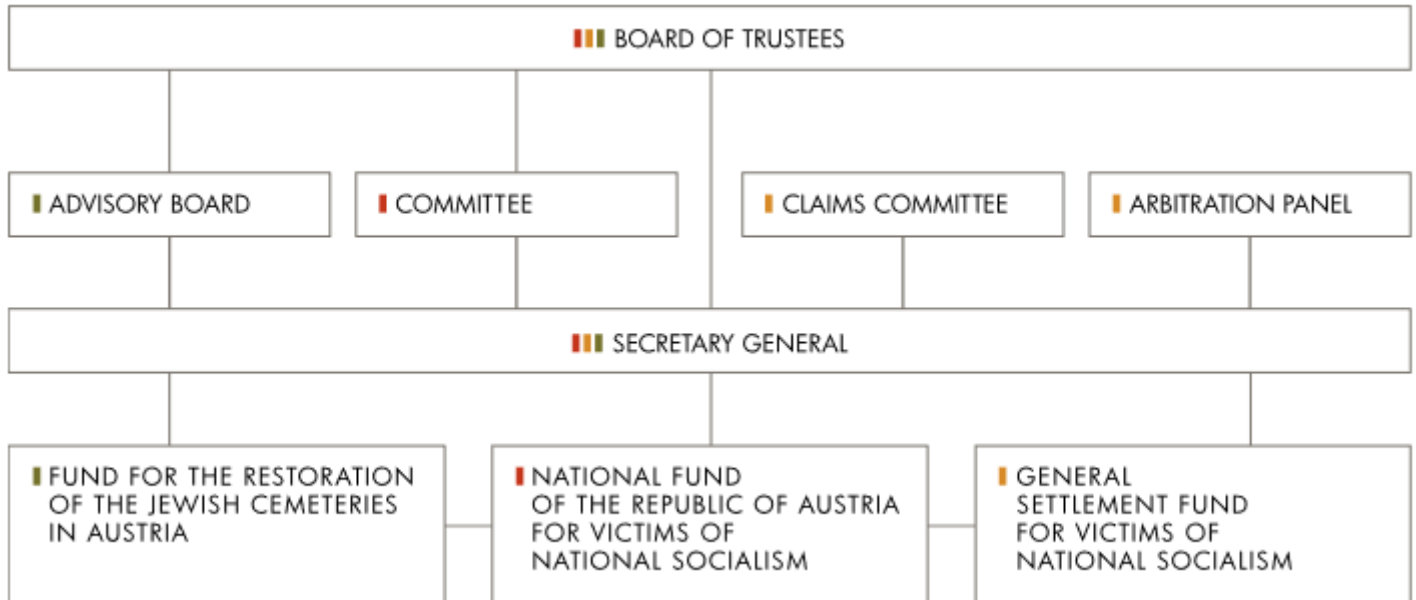 BOARD OF TRUSTEES
ADVISORY BOARD
COMMITTEE
CLAIMS COMMITTEE
ARBITRATION PANEL
SECRETARY GENERAL
FUND FOR THE RESTORATION
OF THE JEWISH CEMETERIES
IN AUSTRIA
NATIONAL FUND
OF THE REPUBLIC OF AUSTRIA
FOR VICTIMS OF
NATIONAL SOCIALISM
GENERAL
SETTLEMENT FUND
FOR VICTIMS OF
NATIONAL SOCIALISM